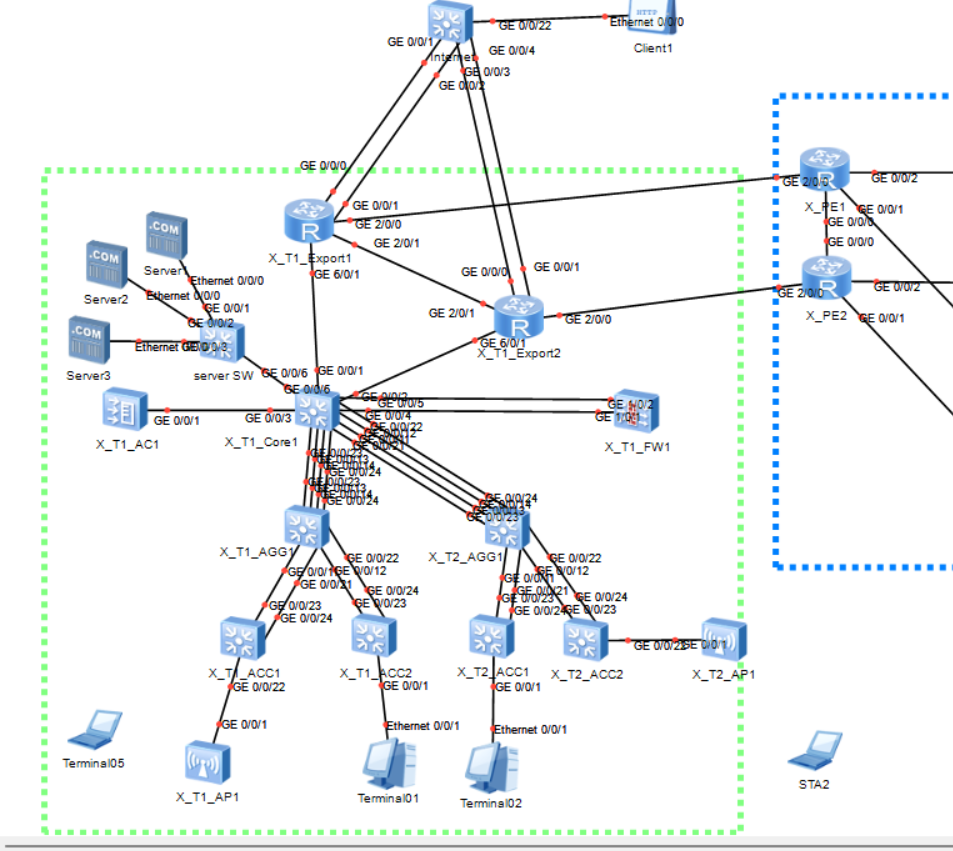 HTTP
GE 0/0/22
Ethernet 0/0/0
Client1
GE 0/0/1
Internet
GE 0/0/4
GE 0/0/3
GE 0/0/2
GE 0/0/0
GE 0/0/1
GE 2/0/0
R
X_T1_Export1
GE 2/0/1
GE 6/0/1
GE 2/0/0
R
GE 0/0/2
X_PE1
GE 0/0/1
GE 0/0/0
GE 0/0/0
GE 2/0/0
R
GE 0/0/2
X_PE2
GE 0/0/1
.COM
Server1
.COM
Server2
Ethernet 0/0/0
Ethernet 0/0/0
GE 0/0/1
GE 0/0/2
.COM
Server3
Ethernet
GE 0/0/3
server SW
GE 0/0/6
GE 0/0/6
GE 0/0/1
GE 0/0/0
GE 0/0/1
GE 2/0/1
R
GE 2/0/0
GE 6/0/1
X_T1_Export2
X_T1_AC1
GE 0/0/1
GE 0/0/3
X_T1_Core1
GE 0/0/2
GE 0/0/5
GE 0/0/4
GE 0/0/22
GE 1/0/2
GE 1/0/1
X_T1_FW1
GE 0/0/23
GE 0/0/24
GE 0/0/23
GE 0/0/24
GE 0/0/24
GE 0/0/23
X_T1_AGG1
X_T2_AGG1
GE 0/0/22
GE 0/0/12
GE 0/0/21
GE 0/0/24
GE 0/0/23
GE 0/0/23
GE 0/0/24
GE 0/0/22
GE 0/0/12
GE 0/0/11
GE 0/0/21
GE 0/0/23
GE 0/0/24
GE 0/0/24
GE 0/0/23
X_T1_ACC1
X_T1_ACC2
X_T2_ACC1
X_T2_ACC2
GE 0/0/1
X_T2_AP1
GE 0/0/22
GE 0/0/1
GE 0/0/1
GE 0/0/1
Ethernet 0/0/1
Ethernet 0/0/1
Terminal05
X_T1_AP1
Terminal01
Terminal02
STA2